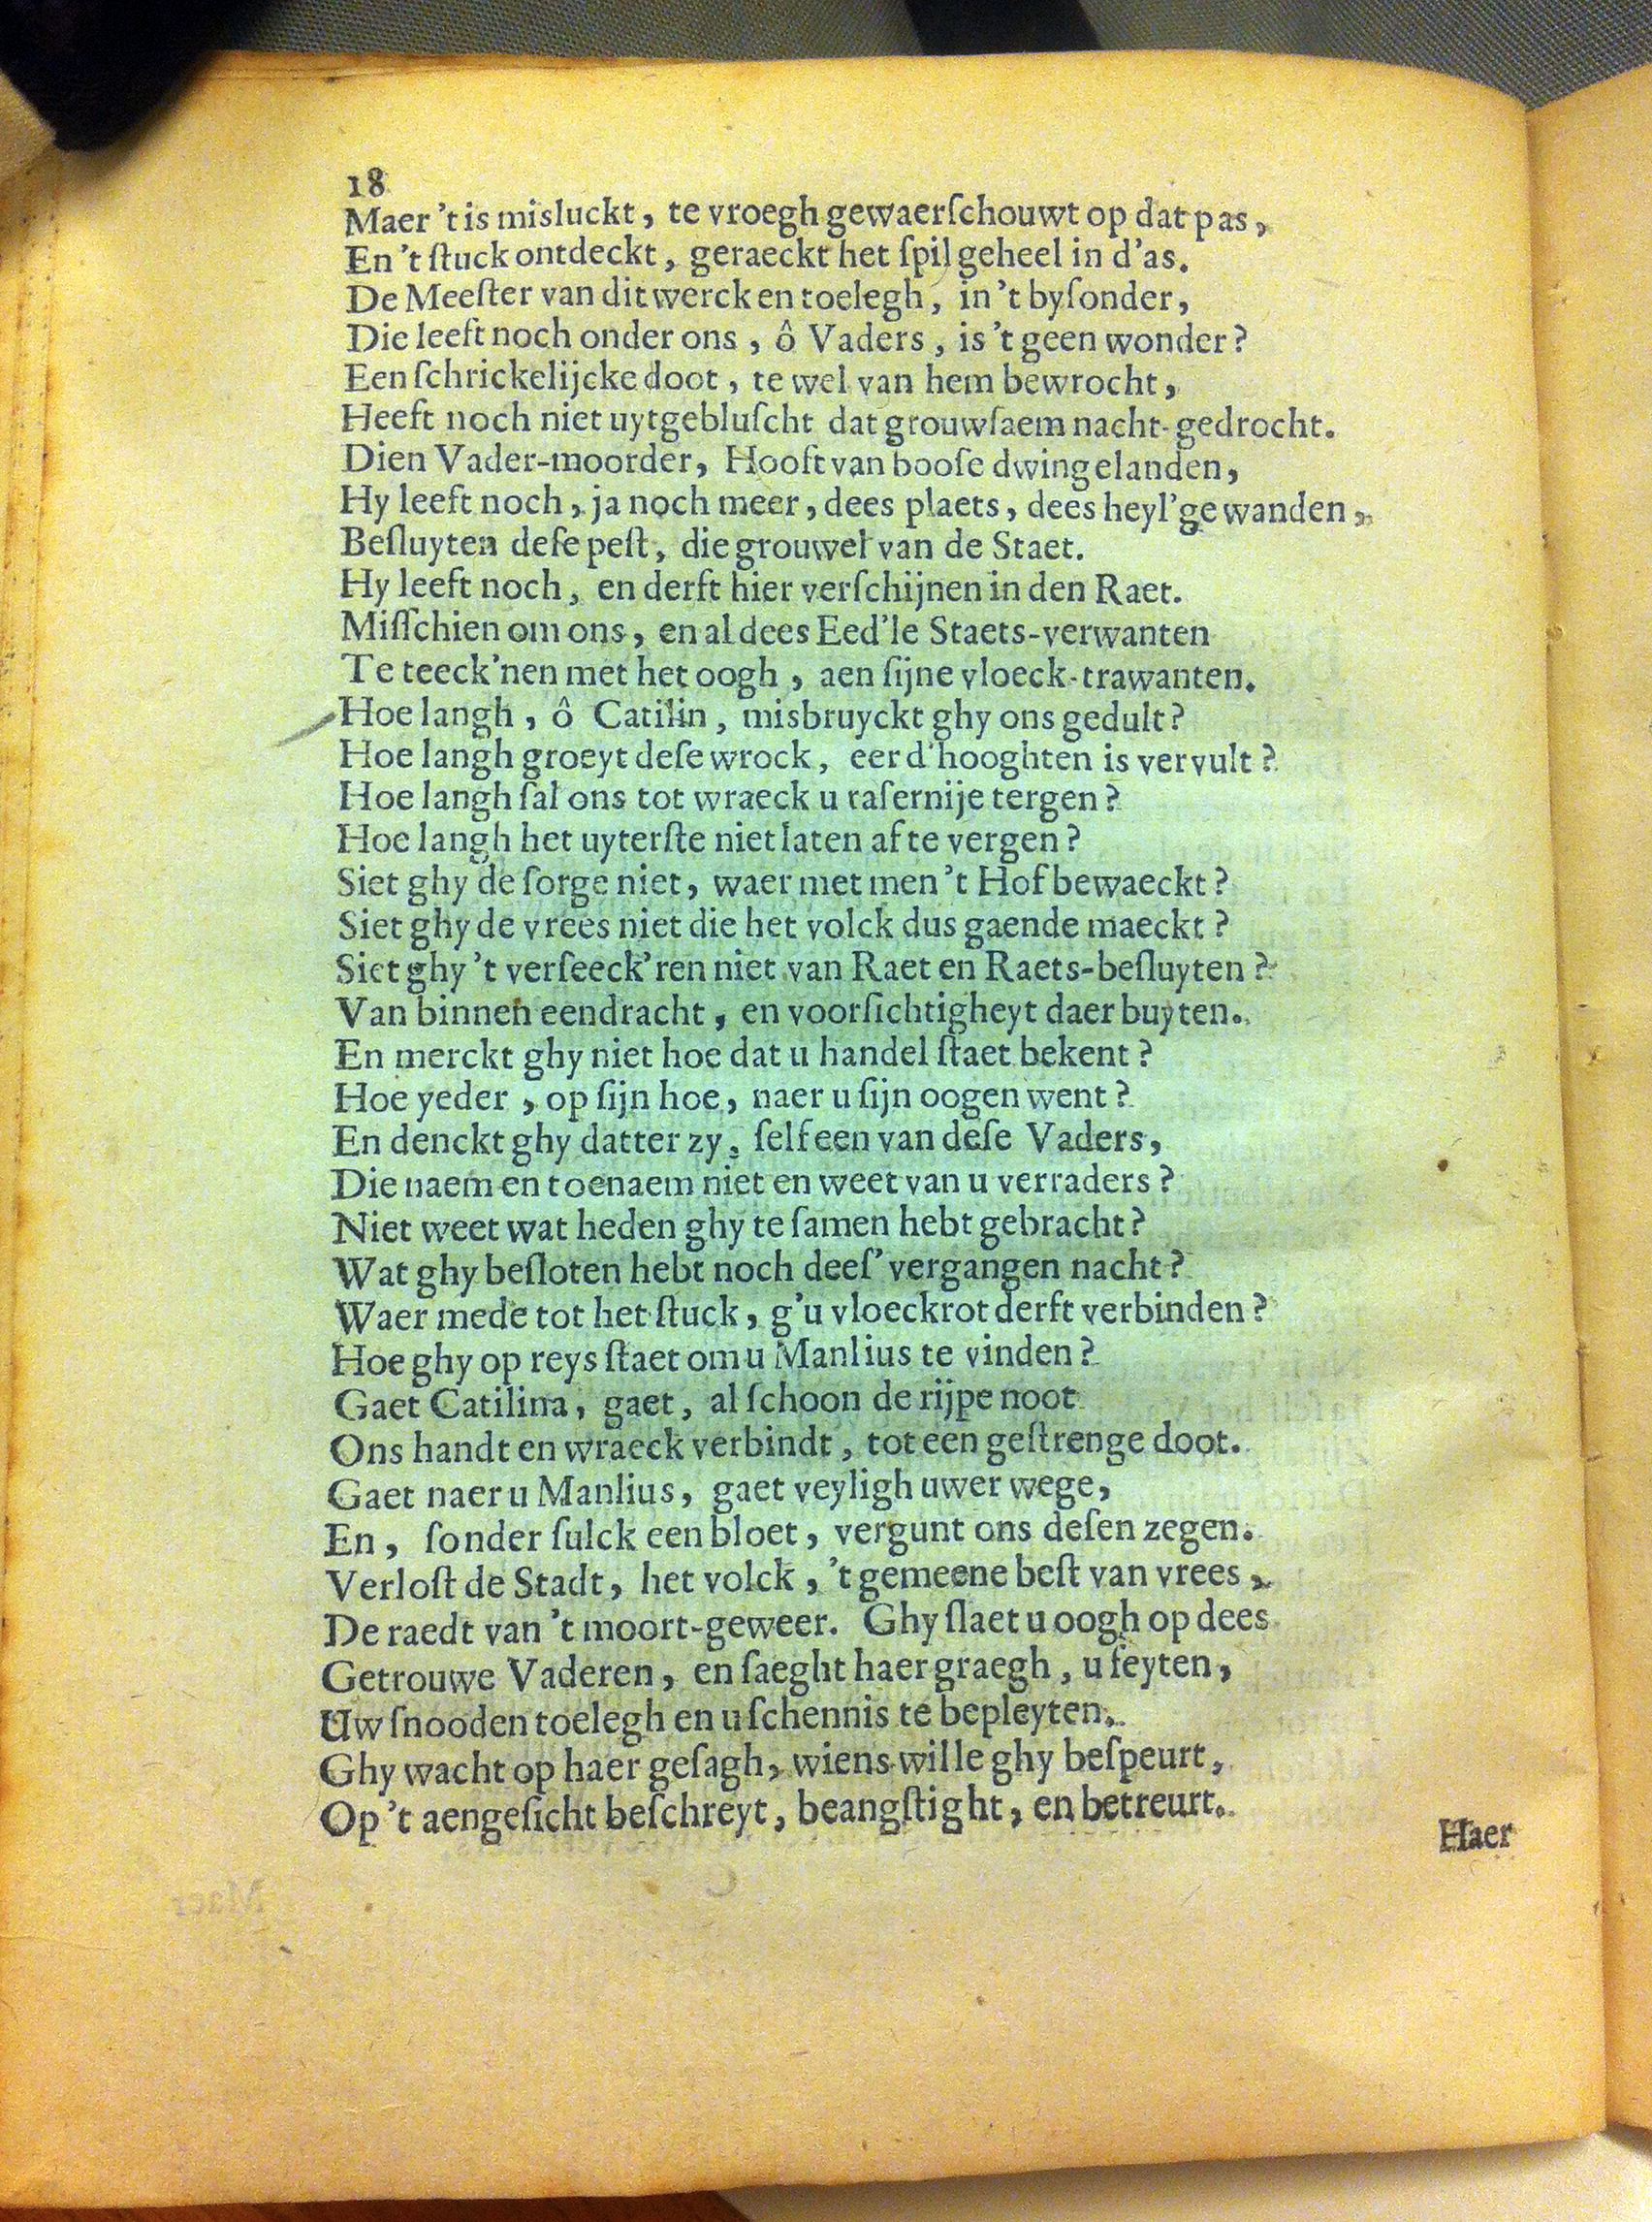 18
Maer 't is misluckt, te vroegh gewaerſchouwt op dat pas,
En 't ſtuck ontdeckt, geraeckt het ſpil geheel in d'as.
De Meeſter van dit werck en toelegh, in 't byſonder,
Die leeft noch onder ons, ô Vaders, is 't geen wonder?
Een ſchrickelijcke doot, te wel van hem bewrocht,
Heeft noch niet uytgebluſcht dat grouwſaem nacht-gedrocht.
Dien Vader-moorder, Hooft van booſe dwingelanden,
Hy leeft noch, ja noch meer, dees plaets, dees heyl'ge wanden,
Beſluyten deſe peſt, die grouwel van de Staet.
Hy leeft noch, en derft hier verſchijnen in den Raet.
Miſſchien om ons, en al dees Eed'le Staets-verwanten
Te teeck'nen met het oogh, aen ſijne vloeck-trawanten.
Hoe langh, ô Catilin, misbruyckt ghy ons gedult?
Hoe langh groeyt deſe wrock, eer d'hooghten is vervult?
Hoe langh ſal ons tot wraeck u raſernije tergen?
Hoe langh het uyterſte niet laten af te vergen?
Siet ghy de ſorge niet, waer met men 't Hof bewaeckt?
Siet ghy de vrees niet die het volck dus gaende maeckt?
Siet ghy 't verſeeck'ren niet van Raet en Raets-beſluyten?
Van binnen eendracht, en voorſichtigheyt daer buyten.
En merckt ghy niet hoe dat u handel ſtaet bekent?
Hoe yeder, op ſijn hoe, naer u ſijn oogen went?
En denckt ghy datter zy, ſelf een van deſe Vaders,
Die naem en toenaem niet en weet van u verraders?
Niet weet wat heden ghy te ſamen hebt gebracht?
Wat ghy beſloten hebt noch deeſ' vergangen nacht?
Waer mede tot het ſtuck, g'u vloeckrot derft verbinden?
Hoe ghy op reys ſtaet om u Manlius te vinden?
Gaet Catilina, gaet, al ſchoon de rijpe noot
Ons handt en wraeck verbindt, tot een geſtrenge doot.
Gaet naer u Manlius, gaet veyligh uwer wege,
En, ſonder ſulck een bloet, vergunt ons deſen zegen.
Verloſt de Stadt, het volck, 't gemeene beſt van vrees,
De raedt van 't moort-geweer. Ghy ſlaet u oogh op dees
Getrouwe Vaderen, en ſaeght haer graegh, u feyten,
Uw ſnooden toelegh en u ſchennis te bepleyten.
Ghy wacht op haer geſagh, wiens wille ghy beſpeurt,
Op 't aengeſicht beſchreyt, beangſtight, en betreurt.
Haer